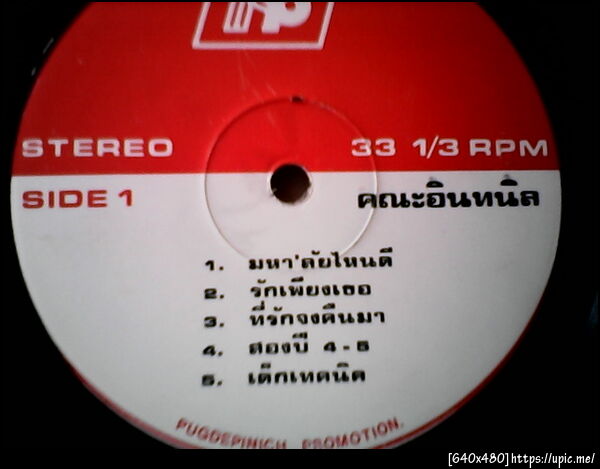 STEREO
33 1/3 RPM
SIDE 1
คณะอินทนิล
1. มหา'ลัยไหนดี
2. รักเพียงเธอ
3. ที่รักจงคืนมา
4. สองปี 4-5
5. เด็กเทคนิค
PUGDEPINICH PROMOTION.
[640x480]https://upic.me/